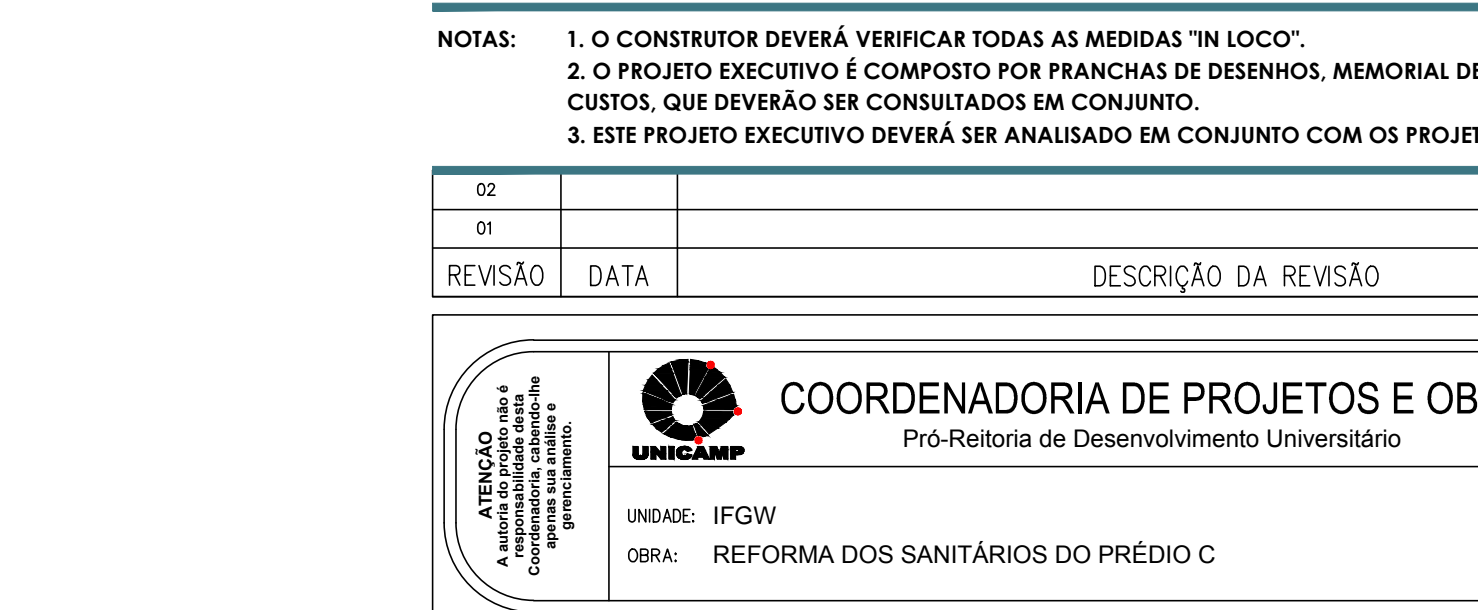 NOTAS: 1. O CONSTRUTOR DEVERÁ VERIFICAR TODAS AS MEDIDAS "IN LOCO".
2. O PROJETO EXECUTIVO É COMPOSTO POR PRANCHAS DE DESENHOS, MEMORIAL DE
CUSTOS, QUE DEVERÃO SER CONSULTADOS EM CONJUNTO.
3. ESTE PROJETO EXECUTIVO DEVERÁ SER ANALISADO EM CONJUNTO COM OS PROJET
02
01
REVISÃO DATA DESCRIÇÃO DA REVISÃO
ATENÇÃO
A autoria do projeto não é
responsabilidade desta
Coordenadoria, cabendo-lhe
apenas sua análise e
gerenciamento.
UNICAMP
COORDENADORIA DE PROJETOS E OB
Pró-Reitoria de Desenvolvimento Universitário
UNIDADE: IFGW
OBRA: REFORMA DOS SANITÁRIOS DO PRÉDIO C